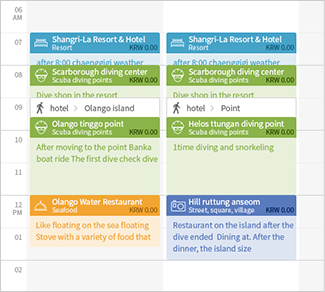 06
AM
07
08
09
10
11
12
PM
01
02
Shangri-La Resort & Hotel
Resort KRW 0.00
after 8:00 chaenggigi weather
Scarborough diving center
Scuba diving points KRW 0.00
Dive shop in the resort
hotel > Olango island
Olango tinggo point
Scuba diving points KRW 0.00
After moving to the point Banka
boat ride The first dive check dive
Olango Water Restaurant
Seafood KRW 0.00
Like floating on the sea floating
Stove with a variety of food that
Shangri-La Resort & Hotel
Resort KRW 0.00
after 8:00 chaenggigi weather
Scarborough diving center
Scuba diving points KRW 0.00
Dive shop in the resort
hotel > Point
Helos ttungan diving point
Scuba diving points KRW 0.00
1time diving and snorkeling
Hill ruttung anseom
Street, square, village KRW 0.00
Restaurant on the island after the
dive ended Dining at. After the
dinner, the island size